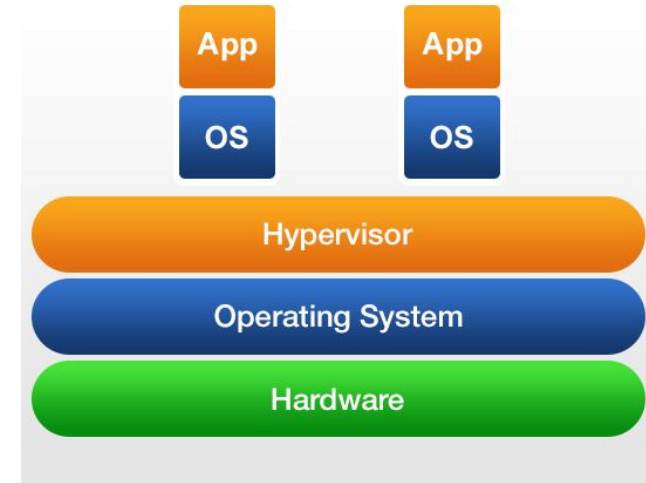 App App
OS OS
Hypervisor
Operating System
Hardware